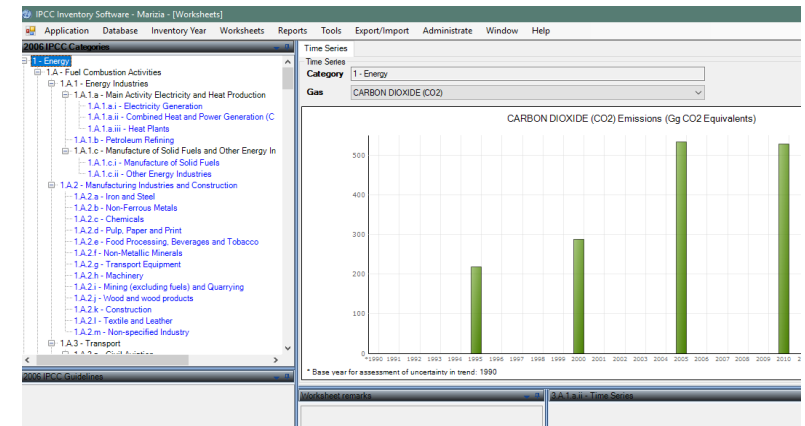 IPCC Inventory Software - Marizia - [Worksheets]
Application Database Inventory Year Worksheets Reports Tools Export/Import Administrate Window Help
2006 IPCC Categories
1 - Energy
1.A - Fuel Combustion Activities
1.A.1 - Energy Industries
1.A.1.a - Main Activity Electricity and Heat Production
1.A.1.a.i - Electricity Generation
1.A.1.a.ii - Combined Heat and Power Generation (C
1.A.1.a.iii - Heat Plants
1.A.1.b - Petroleum Refining
1.A.1.c - Manufacture of Solid Fuels and Other Energy In
1.A.1.c.i - Manufacture of Solid Fuels
1.A.1.c.ii - Other Energy Industries
1.A.2 - Manufacturing Industries and Construction
1.A.2.a - Iron and Steel
1.A.2.b - Non-Ferrous Metals
1.A.2.c - Chemicals
1.A.2.d - Pulp, Paper and Print
1.A.2.e - Food Processing, Beverages and Tobacco
1.A.2.f - Non-Metallic Minerals
1.A.2.g - Transport Equipment
1.A.2.h - Machinery
1.A.2.i - Mining (excluding fuels) and Quarrying
1.A.2.j - Wood and wood products
1.A.2.k - Construction
1.A.2.l - Textile and Leather
1.A.2.m - Non-specified Industry
1.A.3 - Transport
1.A.3.a - Civil Aviation
2006 IPCC Guidelines
Time Series
Time Series
Category 1 - Energy
Gas CARBON DIOXIDE (CO2)
CARBON DIOXIDE (CO2) Emissions (Gg CO2 Equivalents)
500
400
300
200
100
0
*1990 1991 1992 1993 1994 1995 1996 1997 1998 1999 2000 2001 2002 2003 2004 2005 2006 2007 2008 2009 2010 2
* Base year for assessment of uncertainty in trend: 1990
Worksheet remarks
3.A.1.a.ii - Time Series